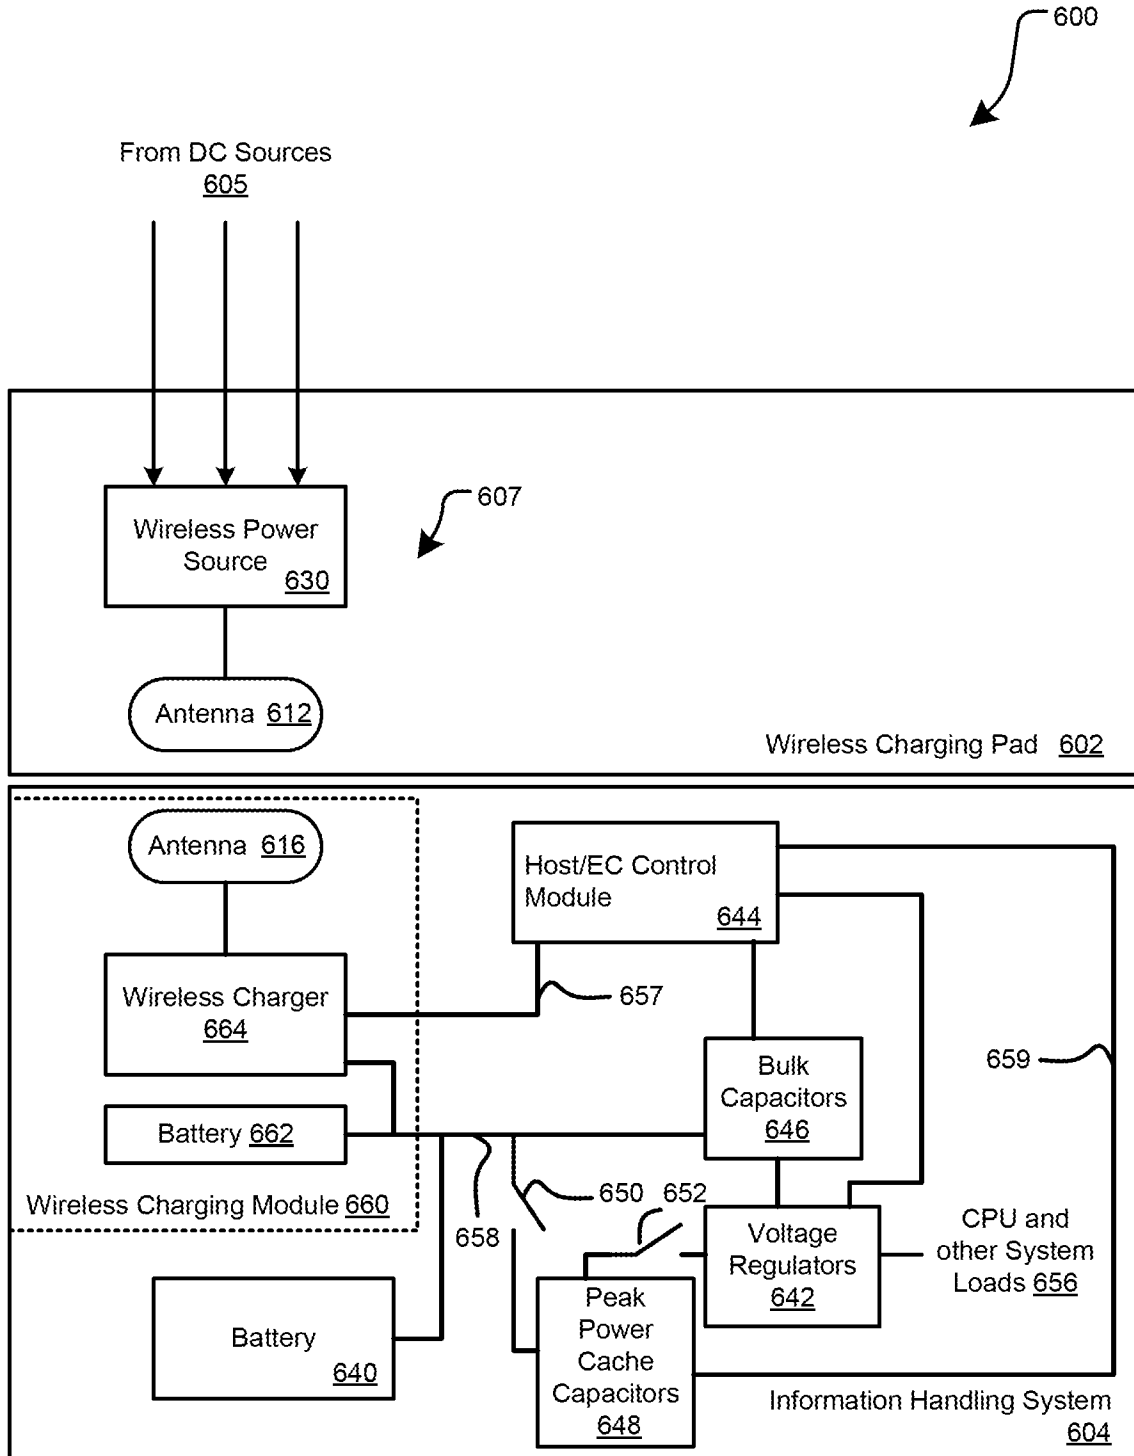 600
From DC Sources
605
607
Wireless Power
Source
630
Antenna 612
Wireless Charging Pad 602
Antenna 616
Host/EC Control
Module
644
Wireless Charger
664
657
659
Bulk
Capacitors
646
Battery 662
Wireless Charging Module 660
650
652
658
Voltage
Regulators
642
CPU and
other System
Loads 656
Battery
640
Peak
Power
Cache
Capacitors
648
Information Handling System
604